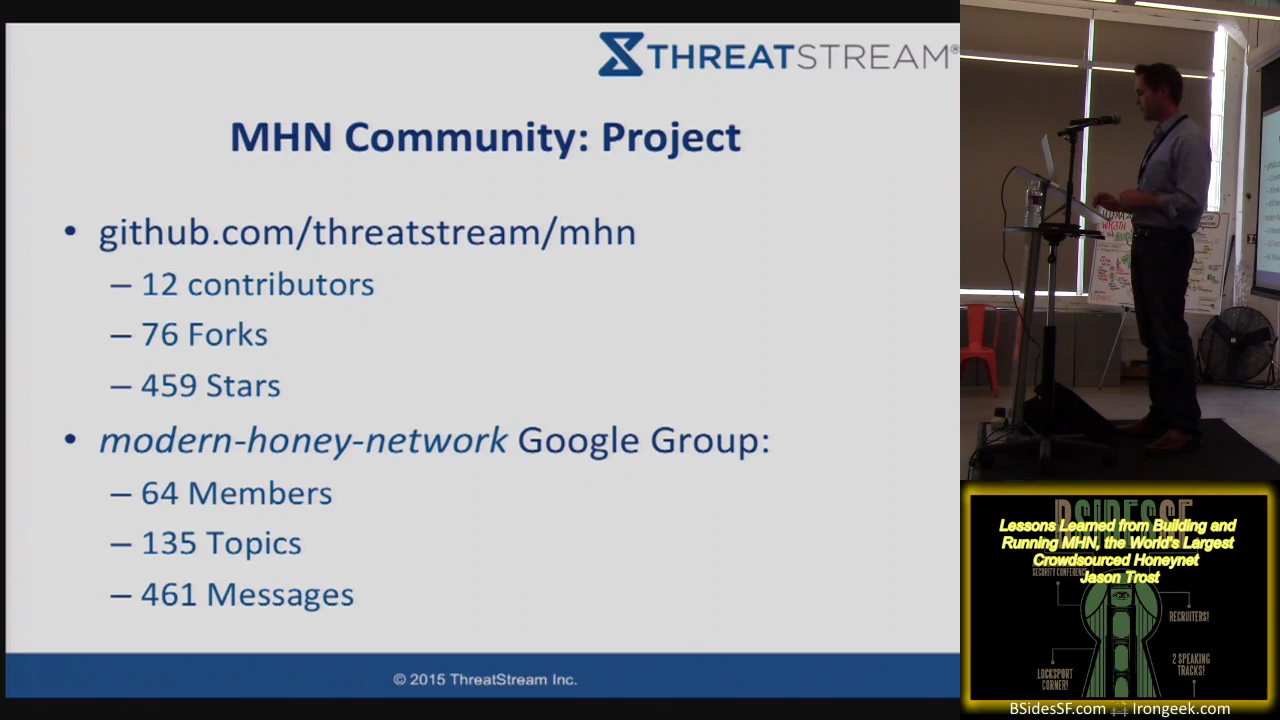 THREATSTREAM®
MHN Community: Project
• github.com/threatstream/mhn
– 12 contributors
– 76 Forks
– 459 Stars
• modern-honey-network Google Group:
– 64 Members
– 135 Topics
– 461 Messages
© 2015 ThreatStream Inc.
BSIDESSF
Lessons Learned from Building and
Running MHN, the World's Largest
Crowdsourced Honeynet
SECURITY CONFERENCE
Jason Trost
RECRUITERS!
LOCKSPORT
CORNER!
2 SPEAKING
TRACKS!
BSidesSF.com Irongeek.com